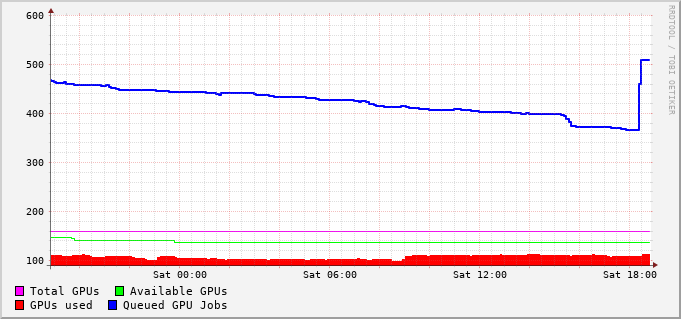 600
500
400
300
200
100
Sat 00:00 Sat 06:00 Sat 12:00 Sat 18:00
Total GPUs Available GPUs
GPUs used Queued GPU Jobs
RRDTOOL / TOBI OETIKER